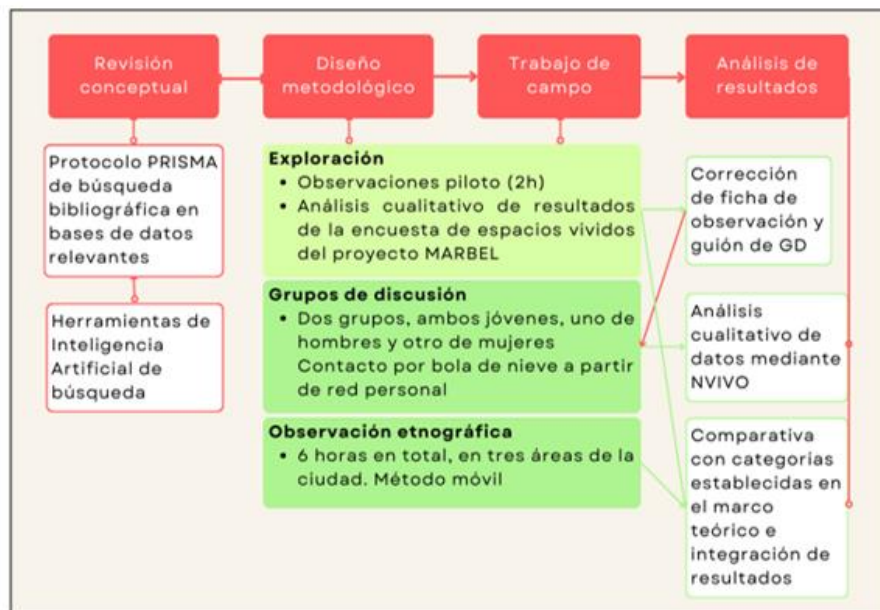 Revisión
conceptual
Diseño
metodológico
Trabajo de
campo
Análisis de
resultados
Protocolo PRISMA
de búsqueda
bibliográfica en
bases de datos
relevantes
Herramientas de
Inteligencia
Artificial de
búsqueda
Exploración
• Observaciones piloto (2h)
• Análisis cualitativo de resultados
de la encuesta de espacios vividos
del proyecto MARBEL
Grupos de discusión
• Dos grupos, ambos jóvenes, uno de
hombres y otro de mujeres
Contacto por bola de nieve a partir
de red personal
Observación etnográfica
• 6 horas en total, en tres áreas de la
ciudad. Método móvil
Corrección
de ficha de
observación y
guión de GD
Análisis
cualitativo de
datos mediante
NVIVO
Comparativa
con categorías
establecidas en
el marco
teórico e
integración de
resultados